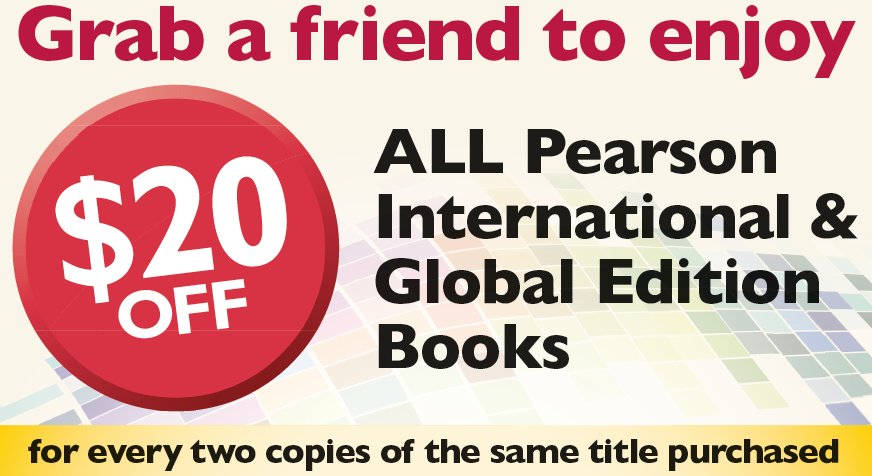 Grab a friend to enjoy
$20
OFF
ALL Pearson
International &
Global Edition
Books
for every two copies of the same title purchased